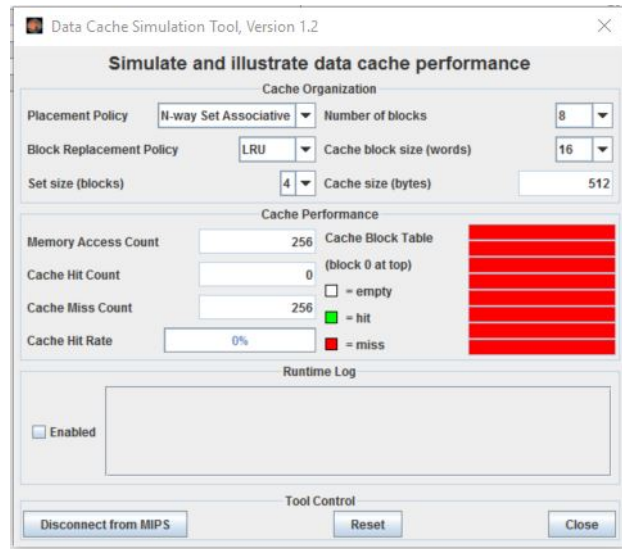 Data Cache Simulation Tool, Version 1.2
Simulate and illustrate data cache performance
Cache Organization
Placement Policy N-way Set Associative Number of blocks 8
Block Replacement Policy LRU Cache block size (words) 16
Set size (blocks) 4 Cache size (bytes) 512
Cache Performance
Memory Access Count 256 Cache Block Table
(block 0 at top)
Cache Hit Count 0
= empty
Cache Miss Count 256
= hit
Cache Hit Rate 0%
= miss
Runtime Log
Enabled
Tool Control
Disconnect from MIPS Reset Close